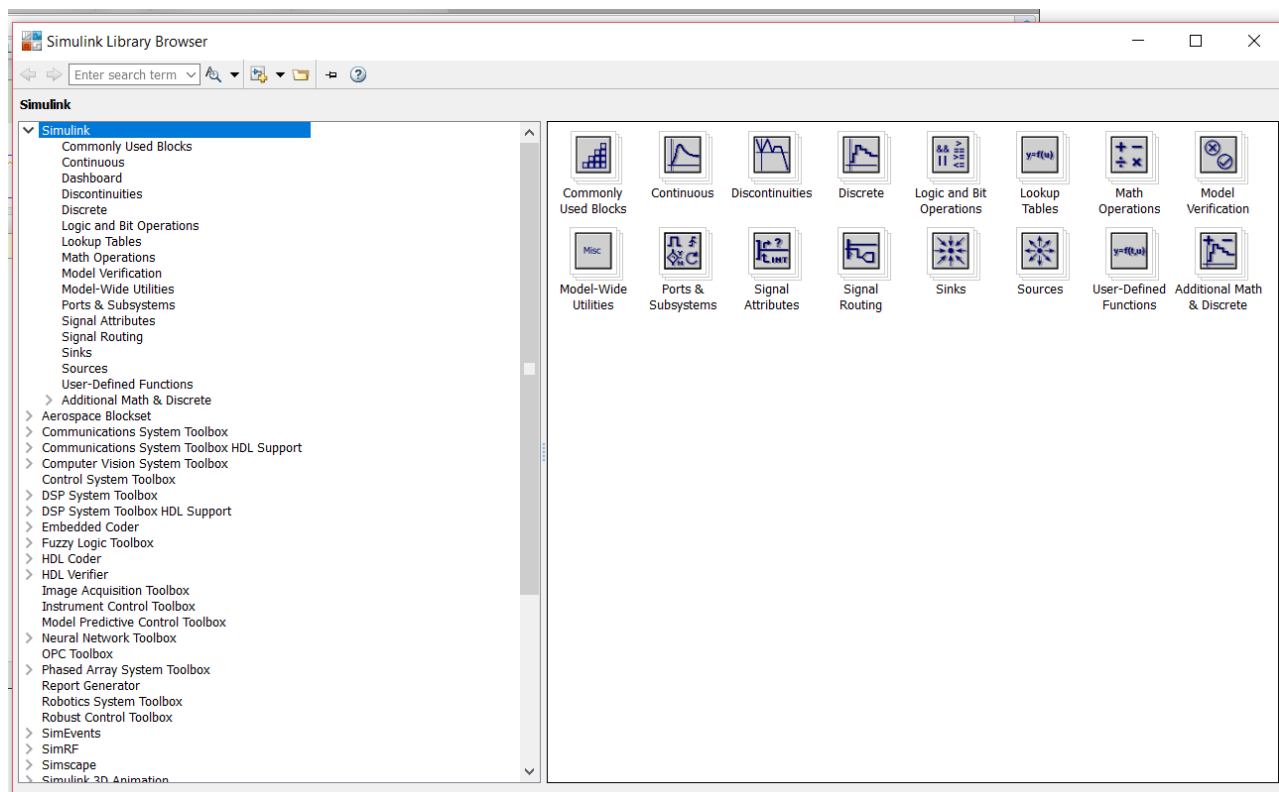 Simulink Library Browser
Enter search term
Simulink
Simulink
Commonly Used Blocks
Continuous
Dashboard
Discontinuities
Discrete
Logic and Bit Operations
Lookup Tables
Math Operations
Model Verification
Model-Wide Utilities
Ports & Subsystems
Signal Attributes
Signal Routing
Sinks
Sources
User-Defined Functions
Additional Math & Discrete
Aerospace Blockset
Communications System Toolbox
Communications System Toolbox HDL Support
Computer Vision System Toolbox
Control System Toolbox
DSP System Toolbox
DSP System Toolbox HDL Support
Embedded Coder
Fuzzy Logic Toolbox
HDL Coder
HDL Verifier
Image Acquisition Toolbox
Instrument Control Toolbox
Model Predictive Control Toolbox
Neural Network Toolbox
OPC Toolbox
Phased Array System Toolbox
Report Generator
Robotics System Toolbox
Robust Control Toolbox
SimEvents
SimRF
Simscape
Simulink 3D Animation
&& > ==
|| <=
y=f(u)
+ −
÷ ×
Commonly Continuous Discontinuities Discrete Logic and Bit Lookup Math Model
Used Blocks Operations Tables Operations Verification
Misc
? INT
y=f(t,u)
Model-Wide Ports & Signal Signal Sinks Sources User-Defined Additional Math
Utilities Subsystems Attributes Routing Functions & Discrete